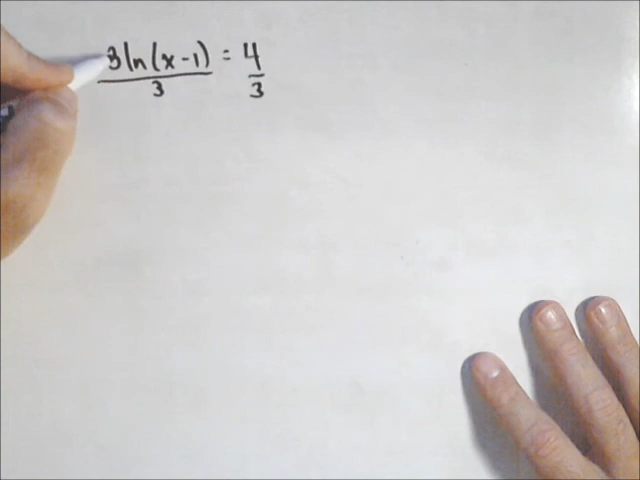 3ln(x-1) = 4
3 3